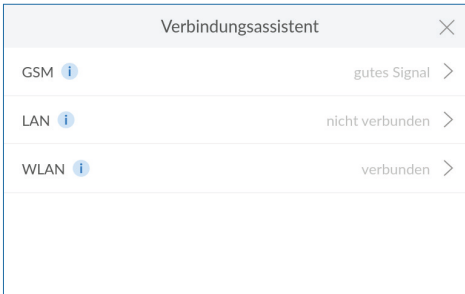 Verbindungsassistent
GSM i gutes Signal
LAN i nicht verbunden
WLAN i verbunden